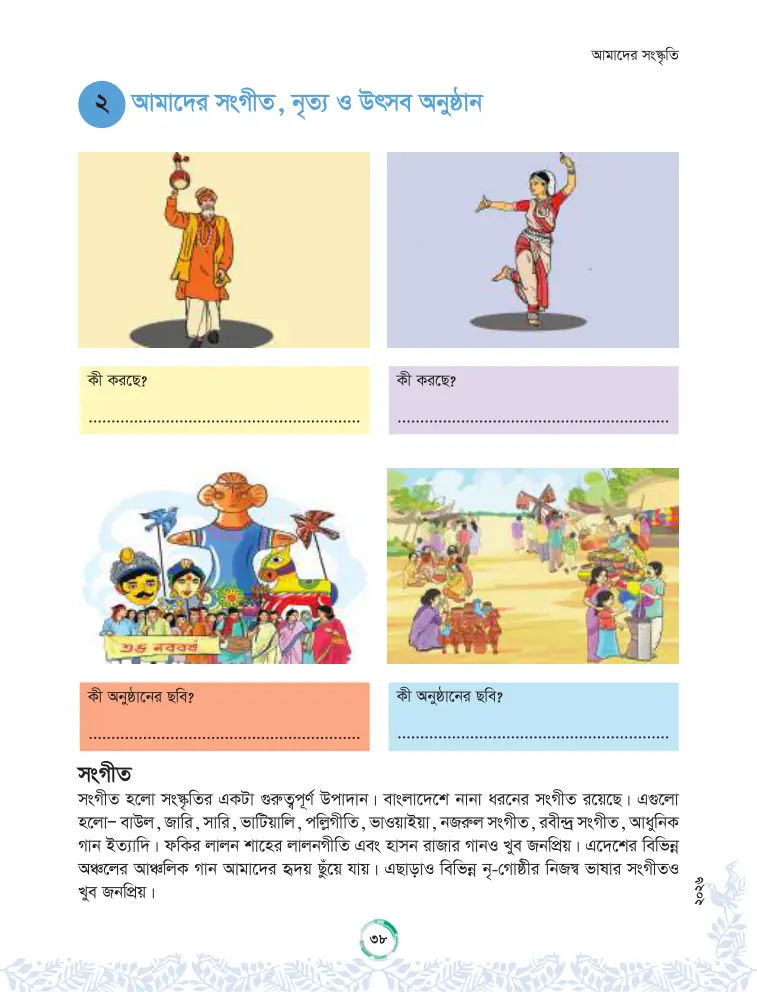 আমাদের সংস্কৃতি
২ আমাদের সংগীত, নৃত্য ও উৎসব অনুষ্ঠান
কী করছে?
............................................................
কী করছে?
............................................................
শুভ নববর্ষ
কী অনুষ্ঠানের ছবি?
............................................................
কী অনুষ্ঠানের ছবি?
............................................................
সংগীত
সংগীত হলো সংস্কৃতির একটা গুরুত্বপূর্ণ উপাদান। বাংলাদেশে নানা ধরনের সংগীত রয়েছে। এগুলো
হলো– বাউল, জারি, সারি, ভাটিয়ালি, পল্লিগীতি, ভাওয়াইয়া, নজরুল সংগীত, রবীন্দ্র সংগীত, আধুনিক
গান ইত্যাদি। ফকির লালন শাহের লালনগীতি এবং হাসন রাজার গানও খুব জনপ্রিয়। এদেশের বিভিন্ন
অঞ্চলের আঞ্চলিক গান আমাদের হৃদয় ছুঁয়ে যায়। এছাড়াও বিভিন্ন নৃ-গোষ্ঠীর নিজস্ব ভাষার সংগীতও
খুব জনপ্রিয়।
২০২৬
৩৮